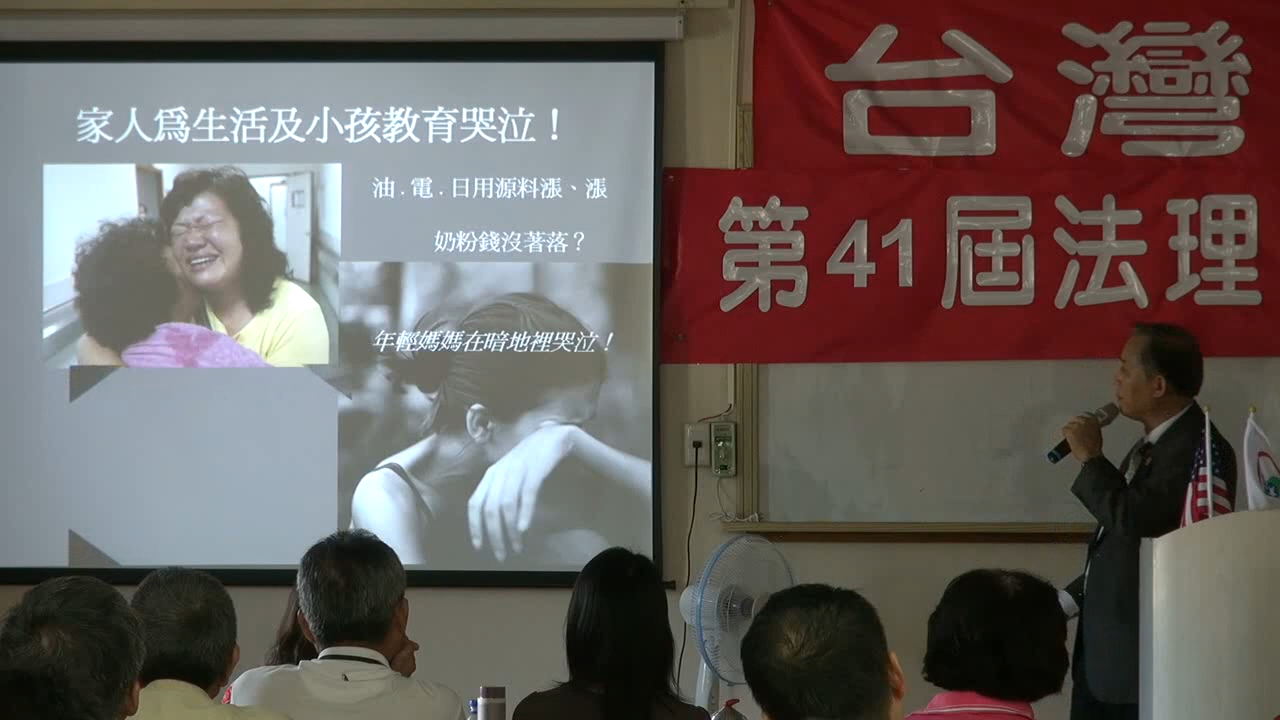 家人爲生活及小孩教育哭泣！
油.電.日用源料漲、漲
奶粉錢沒著落？
年輕媽媽在暗地裡哭泣！
台灣
第41屆法理